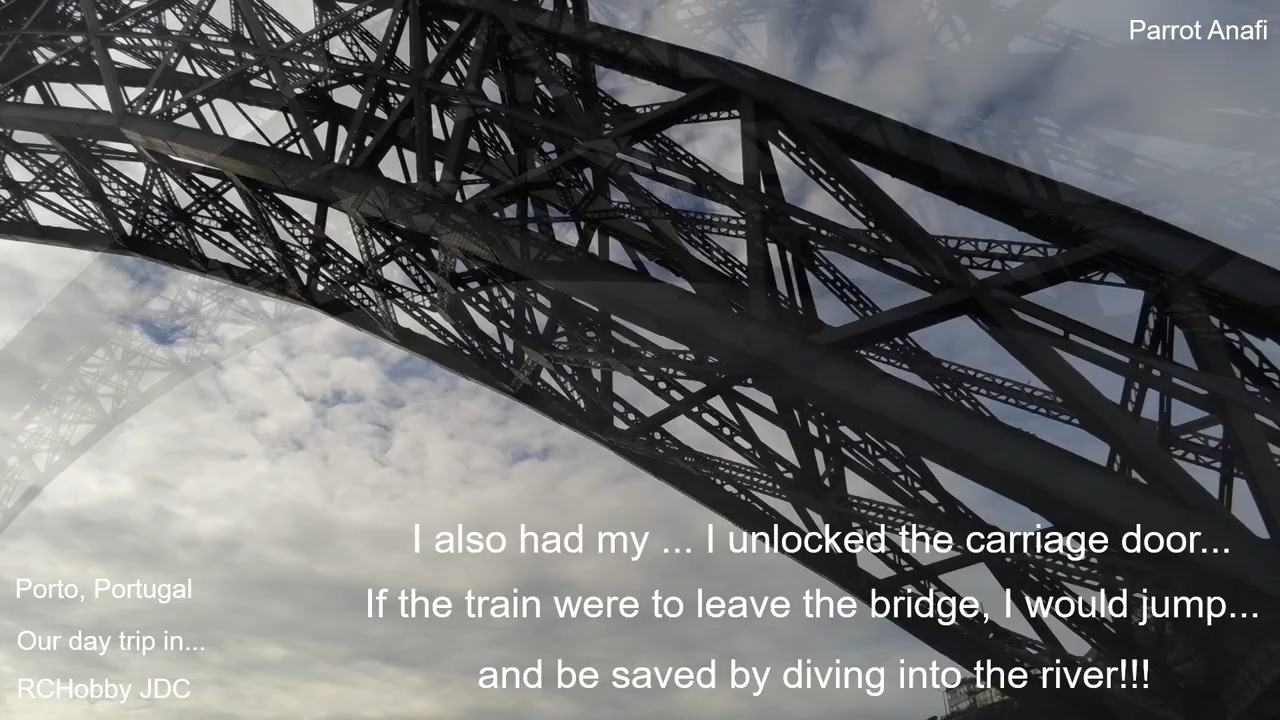 Parrot Anafi
I also had my ... I unlocked the carriage door...
If the train were to leave the bridge, I would jump...
and be saved by diving into the river!!!
Porto, Portugal
Our day trip in...
RCHobby JDC